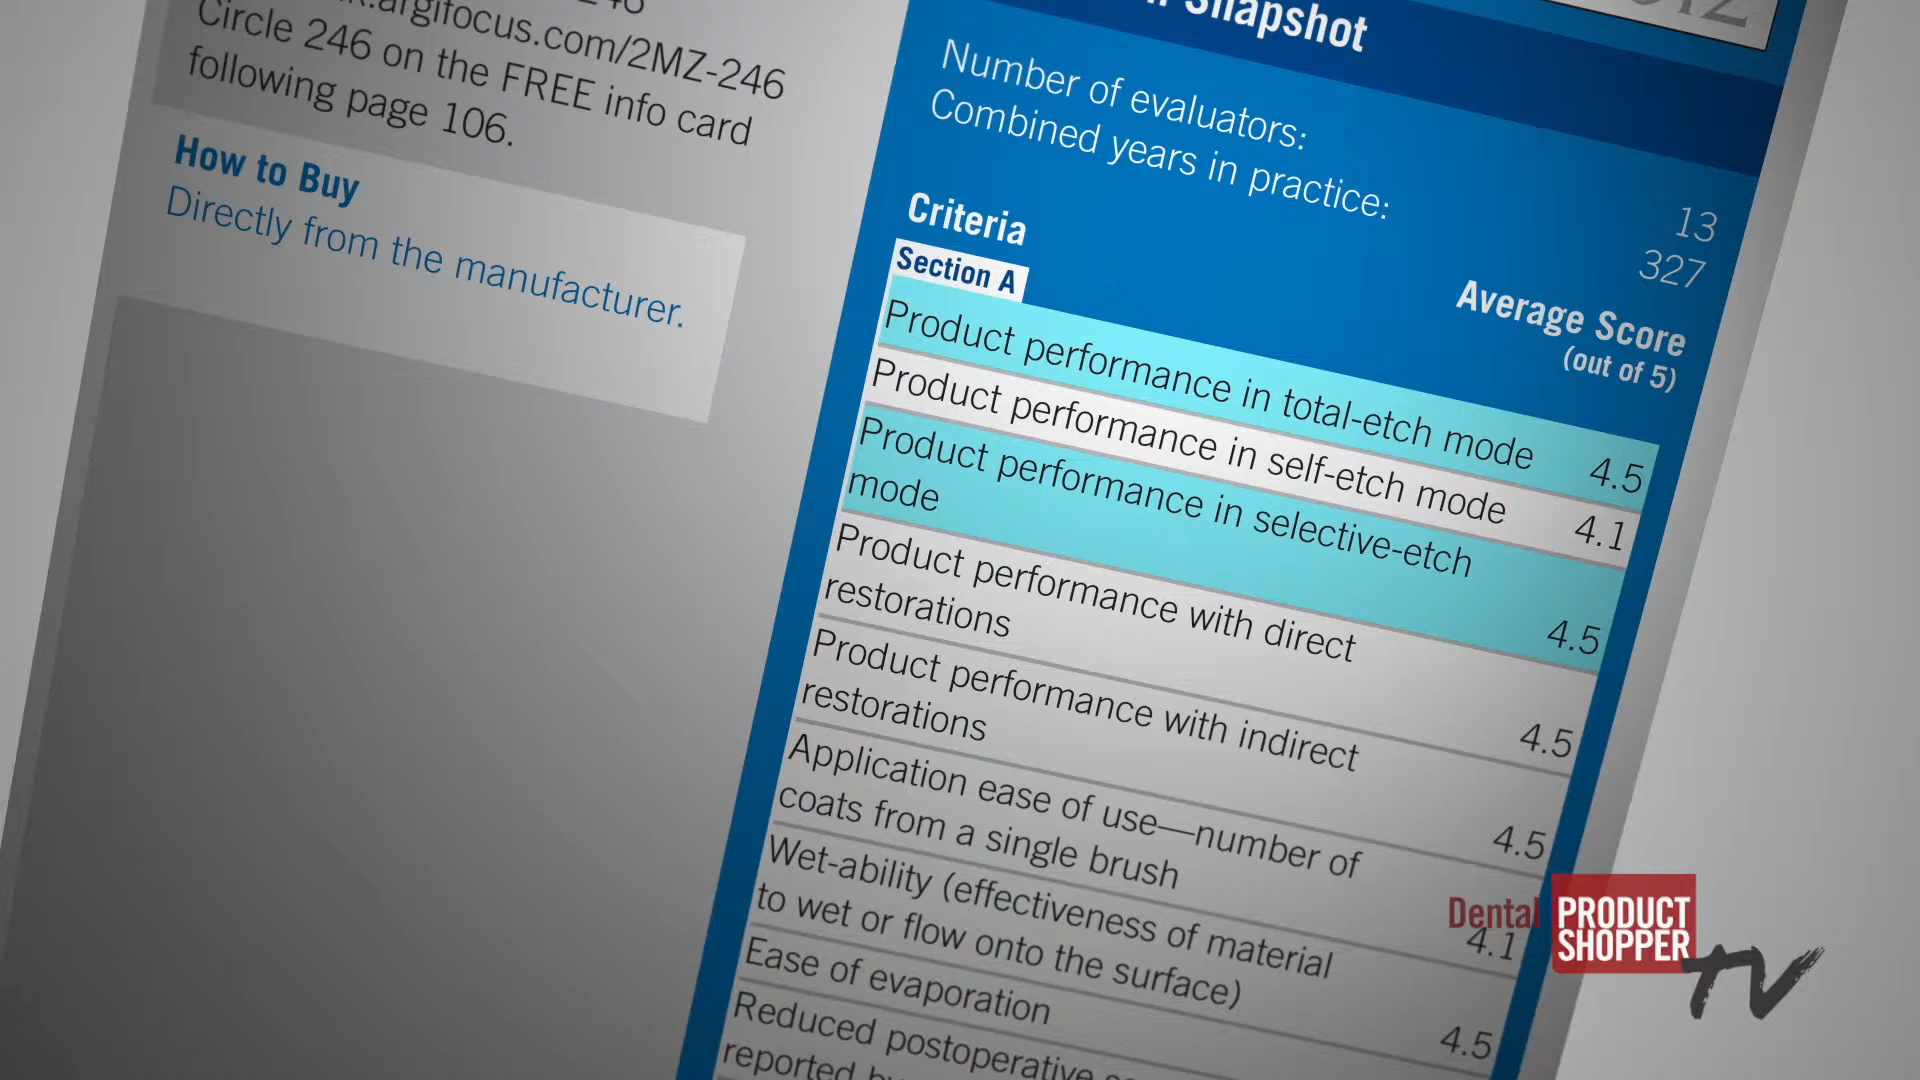 argifocus.com/2MZ-246
Circle 246 on the FREE info card
following page 106.
How to Buy
Directly from the manufacturer.
Snapshot
Number of evaluators: 13
Combined years in practice: 327
Criteria
Average Score
(out of 5)
Section A
Product performance in total-etch mode 4.5
Product performance in self-etch mode 4.1
Product performance in selective-etch
mode 4.5
Product performance with direct
restorations 4.5
Product performance with indirect
restorations 4.5
Application ease of use—number of
coats from a single brush 4.1
Wet-ability (effectiveness of material
to wet or flow onto the surface) 4.5
Ease of evaporation
Reduced postoperative
reported
Dental PRODUCT
SHOPPER
TV